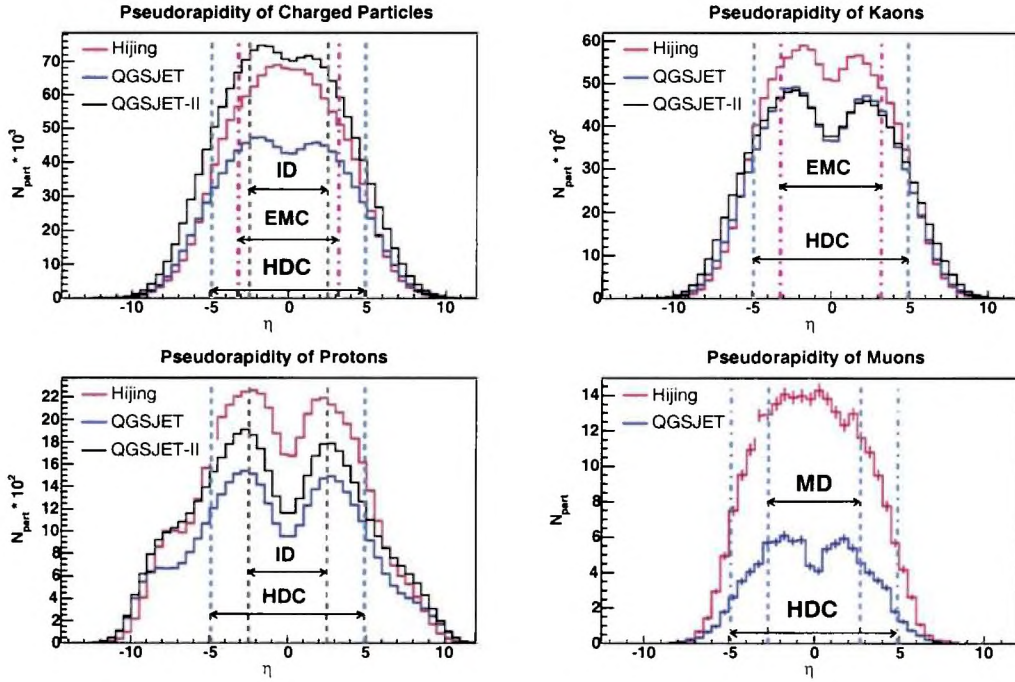 Pseudorapidity of Charged Particles
N_part * 10^3
70
60
50
40
30
20
10
0
Hijing
QGSJET
QGSJET-II
ID
EMC
HDC
-10 -5 0 5 10
η
Pseudorapidity of Kaons
N_part * 10^2
60
50
40
30
20
10
0
Hijing
QGSJET
QGSJET-II
EMC
HDC
-10 -5 0 5 10
η
Pseudorapidity of Protons
N_part * 10^2
22
20
18
16
14
12
10
8
6
4
2
0
Hijing
QGSJET
QGSJET-II
ID
HDC
-10 -5 0 5 10
η
Pseudorapidity of Muons
N_part
14
12
10
8
6
4
2
0
Hijing
QGSJET
MD
HDC
-10 -5 0 5 10
η